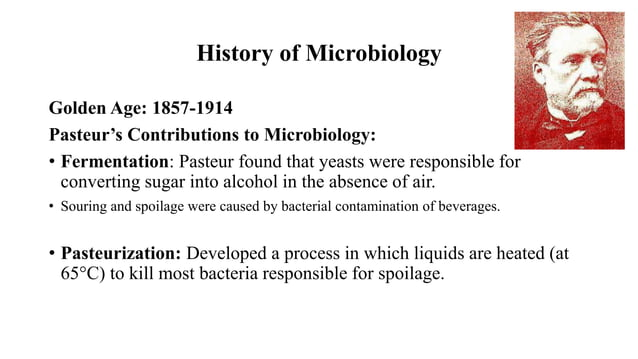 History of Microbiology
Golden Age: 1857-1914
Pasteur’s Contributions to Microbiology:
• Fermentation: Pasteur found that yeasts were responsible for
converting sugar into alcohol in the absence of air.
• Souring and spoilage were caused by bacterial contamination of beverages.
• Pasteurization: Developed a process in which liquids are heated (at
65°C) to kill most bacteria responsible for spoilage.